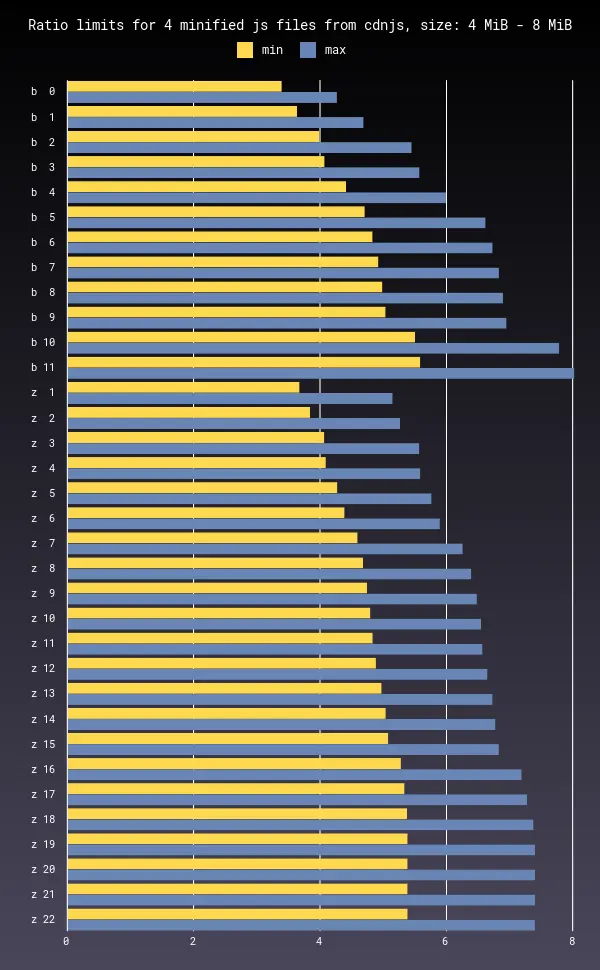 Ratio limits for 4 minified js files from cdnjs, size: 4 MiB - 8 MiB
min max
b 0
b 1
b 2
b 3
b 4
b 5
b 6
b 7
b 8
b 9
b 10
b 11
z 1
z 2
z 3
z 4
z 5
z 6
z 7
z 8
z 9
z 10
z 11
z 12
z 13
z 14
z 15
z 16
z 17
z 18
z 19
z 20
z 21
z 22
0 2 4 6 8